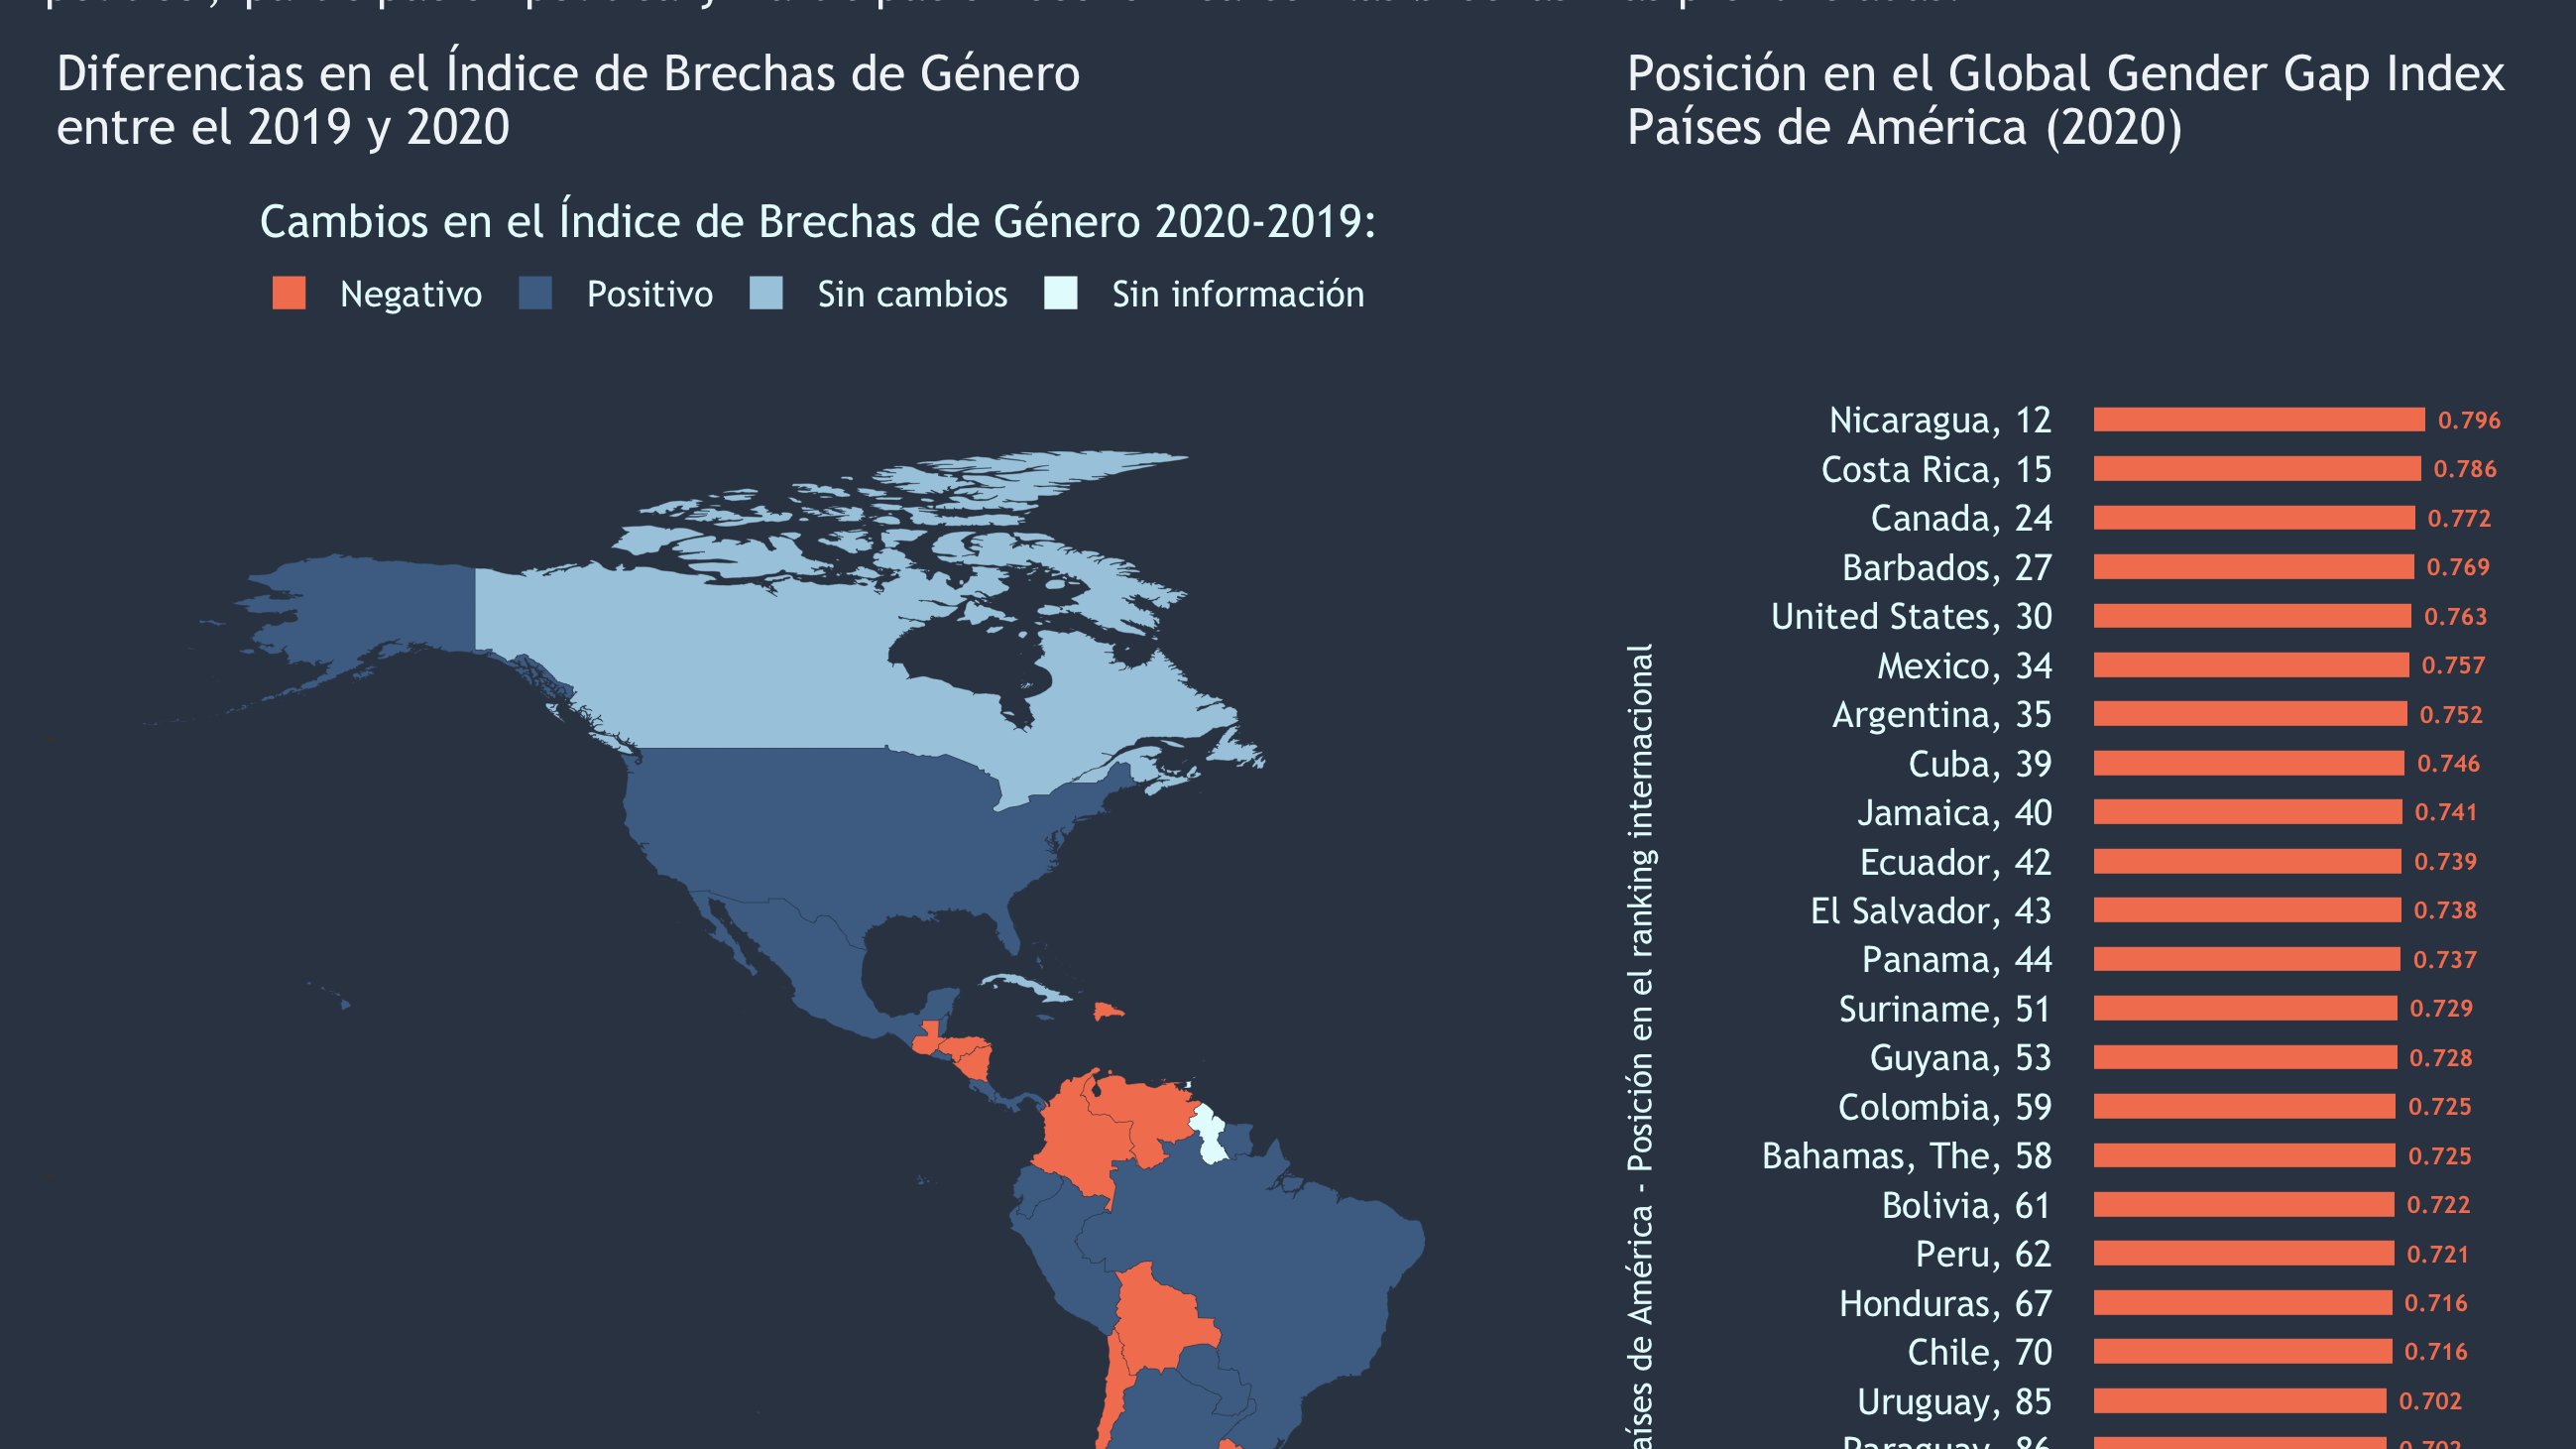 Diferencias en el Índice de Brechas de Género
entre el 2019 y 2020
Cambios en el Índice de Brechas de Género 2020-2019:
Negativo Positivo Sin cambios Sin información
Posición en el Global Gender Gap Index
Países de América (2020)
países de América - Posición en el ranking internacional
Nicaragua, 12 0.796
Costa Rica, 15 0.786
Canada, 24 0.772
Barbados, 27 0.769
United States, 30 0.763
Mexico, 34 0.757
Argentina, 35 0.752
Cuba, 39 0.746
Jamaica, 40 0.741
Ecuador, 42 0.739
El Salvador, 43 0.738
Panama, 44 0.737
Suriname, 51 0.729
Guyana, 53 0.728
Colombia, 59 0.725
Bahamas, The, 58 0.725
Bolivia, 61 0.722
Peru, 62 0.721
Honduras, 67 0.716
Chile, 70 0.716
Uruguay, 85 0.702
Paraguay, 86